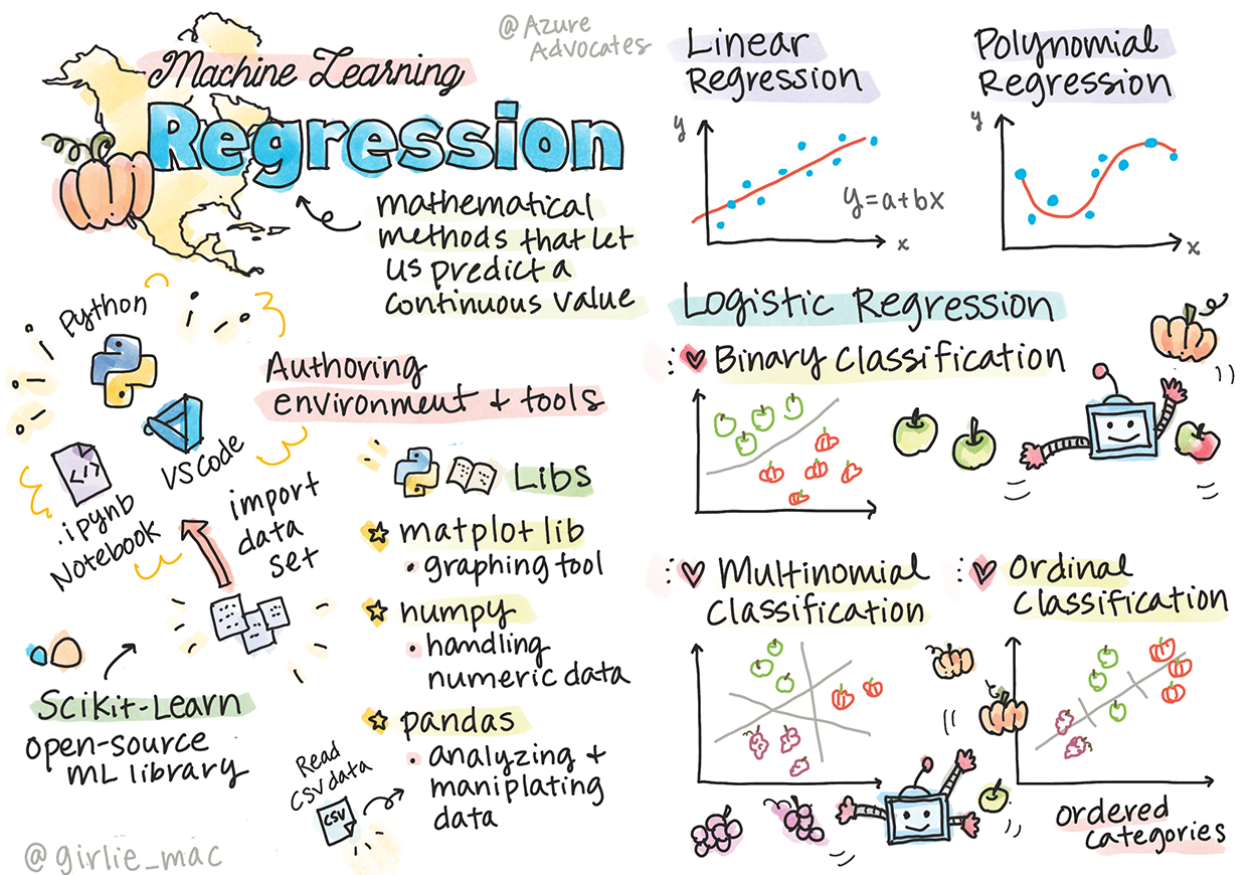 @Azure
Advocates
Machine Learning
Regression
mathematical
methods that let
us predict a
continuous value
Python
VS Code
</>
.ipynb
Notebook
Authoring
environment + tools
import
data
set
Scikit-Learn
open-source
ML library
Libs
matplot lib
• graphing tool
numpy
• handling
numeric data
pandas
• analyzing +
maniplating
data
Read
CSV data
CSV
@girlie_mac
Linear
Regression
y
y=a+bx
x
Polynomial
Regression
y
x
Logistic Regression
Binary Classification
Multinomial
Classification
Ordinal
Classification
ordered
categories